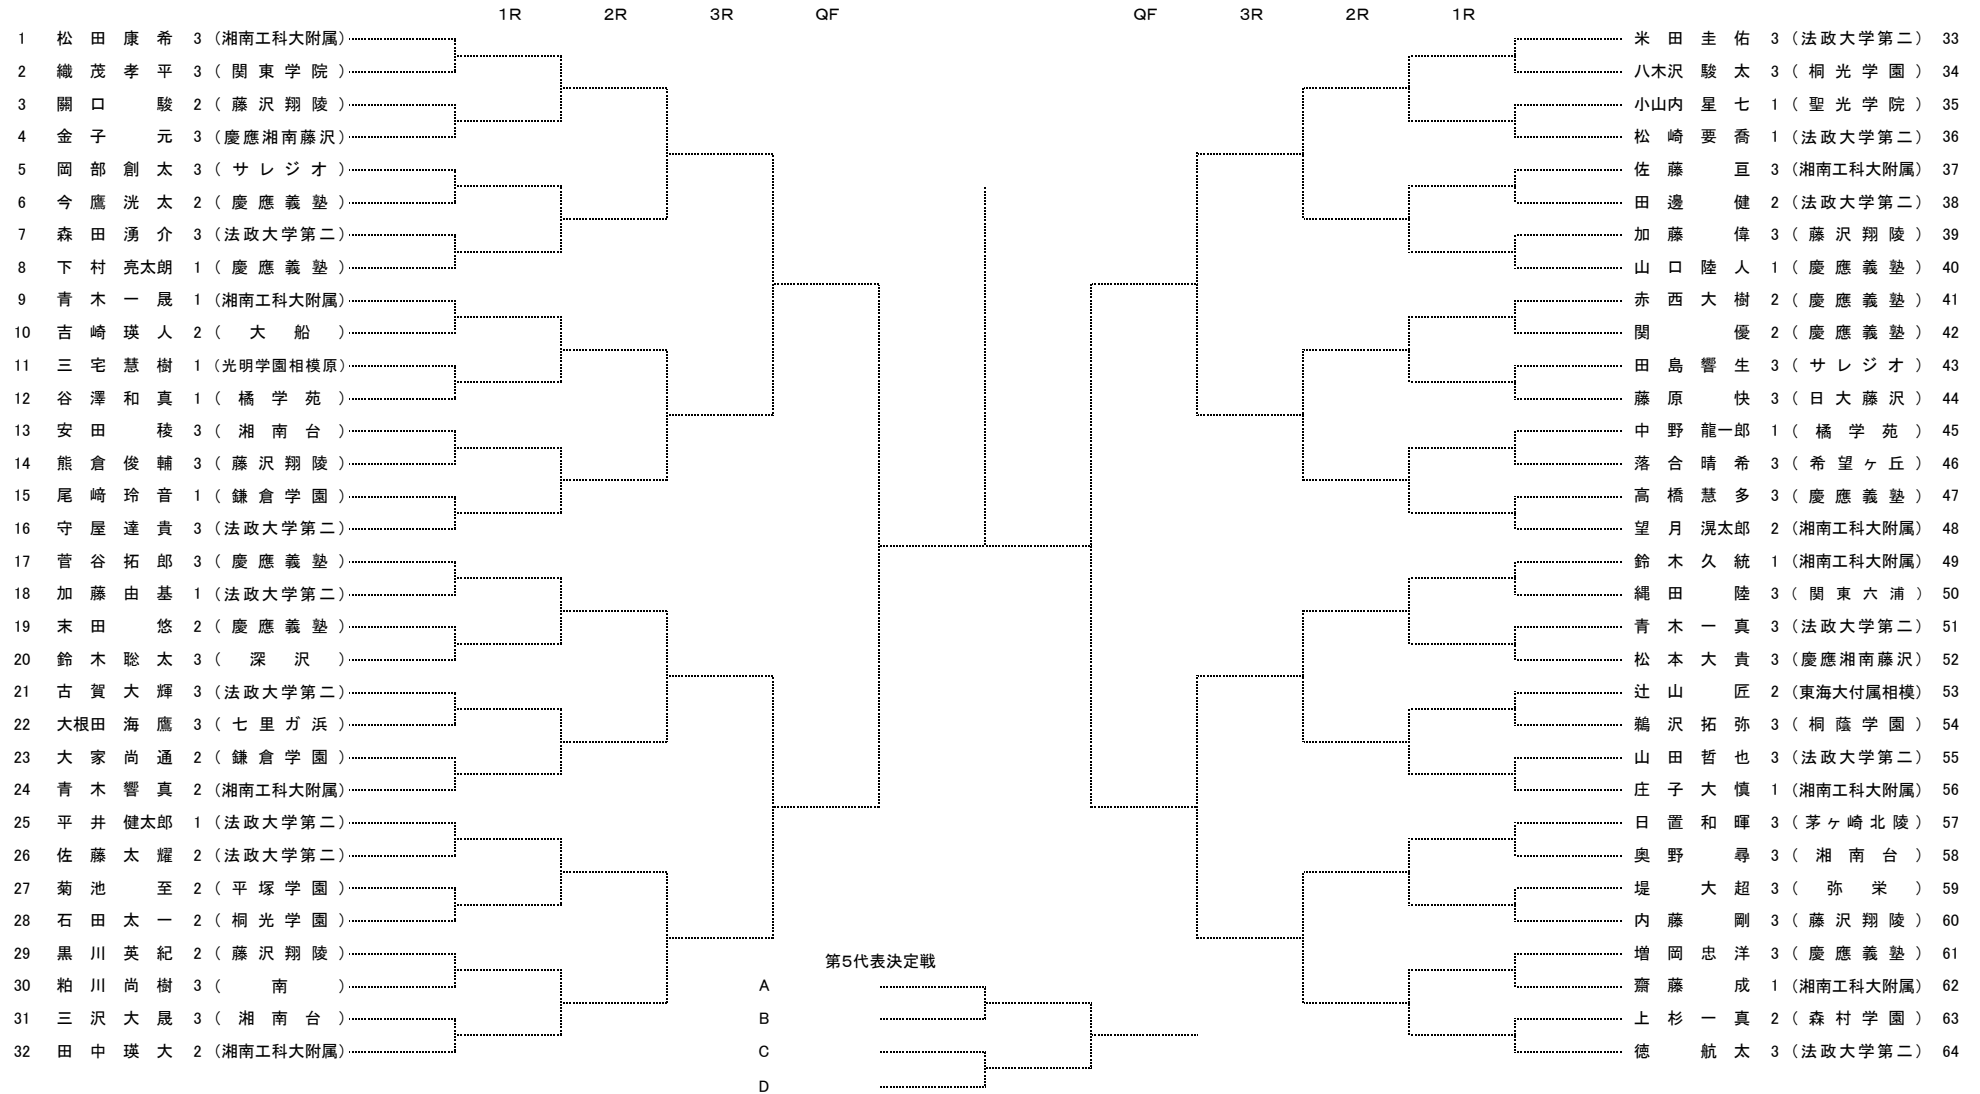 1R 2R 3R QF QF 3R 2R 1R
1 松田康希 3 (湘南工科大附属)
2 織茂孝平 3 (関東学院)
3 關口駿 2 (藤沢翔陵)
4 金子元 3 (慶應湘南藤沢)
5 岡部創太 3 (サレジオ)
6 今鷹洸太 2 (慶應義塾)
7 森田湧介 3 (法政大学第二)
8 下村亮太朗 1 (慶應義塾)
9 青木一晟 1 (湘南工科大附属)
10 吉崎瑛人 2 (大船)
11 三宅慧樹 1 (光明学園相模原)
12 谷澤和真 1 (橘学苑)
13 安田稜 3 (湘南台)
14 熊倉俊輔 3 (藤沢翔陵)
15 尾﨑玲音 1 (鎌倉学園)
16 守屋達貴 3 (法政大学第二)
17 菅谷拓郎 3 (慶應義塾)
18 加藤由基 1 (法政大学第二)
19 末田悠 2 (慶應義塾)
20 鈴木聡太 3 (深沢)
21 古賀大輝 3 (法政大学第二)
22 大根田海鷹 3 (七里ガ浜)
23 大家尚通 2 (鎌倉学園)
24 青木響真 2 (湘南工科大附属)
25 平井健太郎 1 (法政大学第二)
26 佐藤太耀 2 (法政大学第二)
27 菊池至 2 (平塚学園)
28 石田太一 2 (桐光学園)
29 黒川英紀 2 (藤沢翔陵)
30 粕川尚樹 3 (南)
31 三沢大晟 3 (湘南台)
32 田中瑛大 2 (湘南工科大附属)
米田圭佑 3 (法政大学第二) 33
八木沢駿太 3 (桐光学園) 34
小山内星七 1 (聖光学院) 35
松崎要喬 1 (法政大学第二) 36
佐藤亘 3 (湘南工科大附属) 37
田邊健 2 (法政大学第二) 38
加藤偉 3 (藤沢翔陵) 39
山口陸人 1 (慶應義塾) 40
赤西大樹 2 (慶應義塾) 41
関優 2 (慶應義塾) 42
田島響生 3 (サレジオ) 43
藤原快 3 (日大藤沢) 44
中野龍一郎 1 (橘学苑) 45
落合晴希 3 (希望ヶ丘) 46
高橋慧多 3 (慶應義塾) 47
望月滉太郎 2 (湘南工科大附属) 48
鈴木久統 1 (湘南工科大附属) 49
縄田陸 3 (関東六浦) 50
青木一真 3 (法政大学第二) 51
松本大貴 3 (慶應湘南藤沢) 52
辻山匠 2 (東海大付属相模) 53
鵜沢拓弥 3 (桐蔭学園) 54
山田哲也 3 (法政大学第二) 55
庄子大慎 1 (湘南工科大附属) 56
日置和暉 3 (茅ヶ崎北陵) 57
奥野尋 3 (湘南台) 58
堤大超 3 (弥栄) 59
内藤剛 3 (藤沢翔陵) 60
増岡忠洋 3 (慶應義塾) 61
齋藤成 1 (湘南工科大附属) 62
上杉一真 2 (森村学園) 63
徳航太 3 (法政大学第二) 64
第5代表決定戦
A
B
C
D